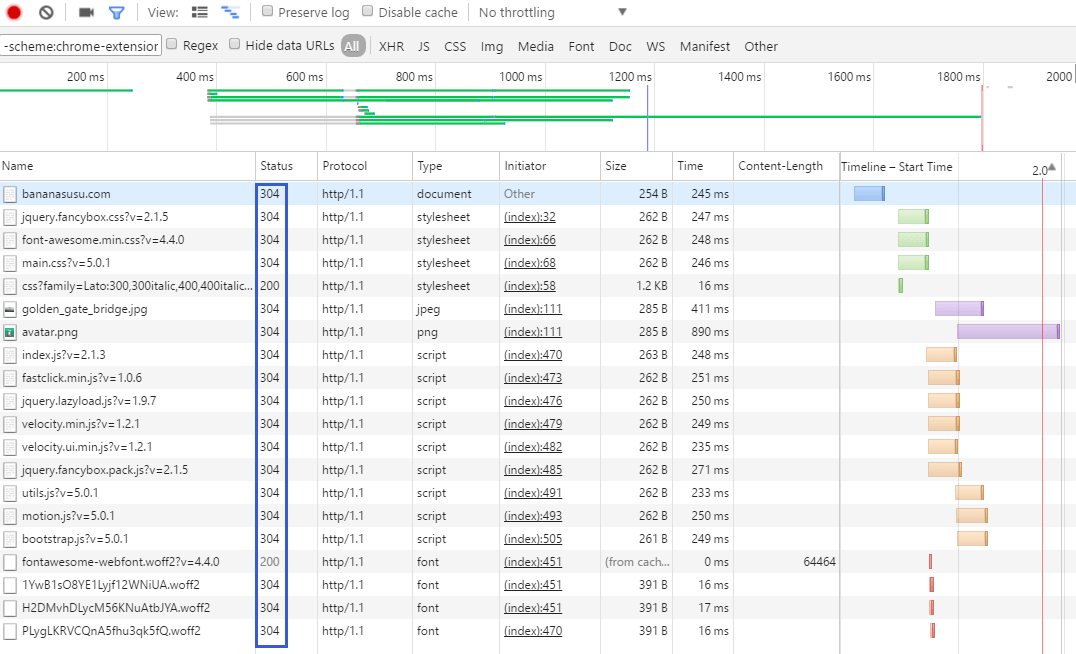 View: Preserve log Disable cache No throttling
-scheme:chrome-extension Regex Hide data URLs All XHR JS CSS Img Media Font Doc WS Manifest Other
200 ms 400 ms 600 ms 800 ms 1000 ms 1200 ms 1400 ms 1600 ms 1800 ms 2000
Name Status Protocol Type Initiator Size Time Content-Length Timeline – Start Time 2.0
bananasusu.com 304 http/1.1 document Other 254 B 245 ms
jquery.fancybox.css?v=2.1.5 304 http/1.1 stylesheet (index):32 262 B 247 ms
font-awesome.min.css?v=4.4.0 304 http/1.1 stylesheet (index):66 262 B 248 ms
main.css?v=5.0.1 304 http/1.1 stylesheet (index):68 262 B 246 ms
css?family=Lato:300,300italic,400,400italic... 200 http/1.1 stylesheet (index):58 1.2 KB 16 ms
golden_gate_bridge.jpg 304 http/1.1 jpeg (index):111 285 B 411 ms
avatar.png 304 http/1.1 png (index):111 285 B 890 ms
index.js?v=2.1.3 304 http/1.1 script (index):470 263 B 248 ms
fastclick.min.js?v=1.0.6 304 http/1.1 script (index):473 262 B 251 ms
jquery.lazyload.js?v=1.9.7 304 http/1.1 script (index):476 262 B 250 ms
velocity.min.js?v=1.2.1 304 http/1.1 script (index):479 262 B 249 ms
velocity.ui.min.js?v=1.2.1 304 http/1.1 script (index):482 262 B 235 ms
jquery.fancybox.pack.js?v=2.1.5 304 http/1.1 script (index):485 262 B 271 ms
utils.js?v=5.0.1 304 http/1.1 script (index):491 262 B 233 ms
motion.js?v=5.0.1 304 http/1.1 script (index):493 262 B 250 ms
bootstrap.js?v=5.0.1 304 http/1.1 script (index):505 261 B 249 ms
fontawesome-webfont.woff2?v=4.4.0 200 http/1.1 font (index):451 (from cach... 0 ms 64464
1YwB1sO8YE1Lyjf12WNiUA.woff2 304 http/1.1 font (index):451 391 B 16 ms
H2DMvhDLycM56KNuAtbJYA.woff2 304 http/1.1 font (index):451 391 B 17 ms
PLygLKRVCQnA5fhu3qk5fQ.woff2 304 http/1.1 font (index):470 391 B 16 ms